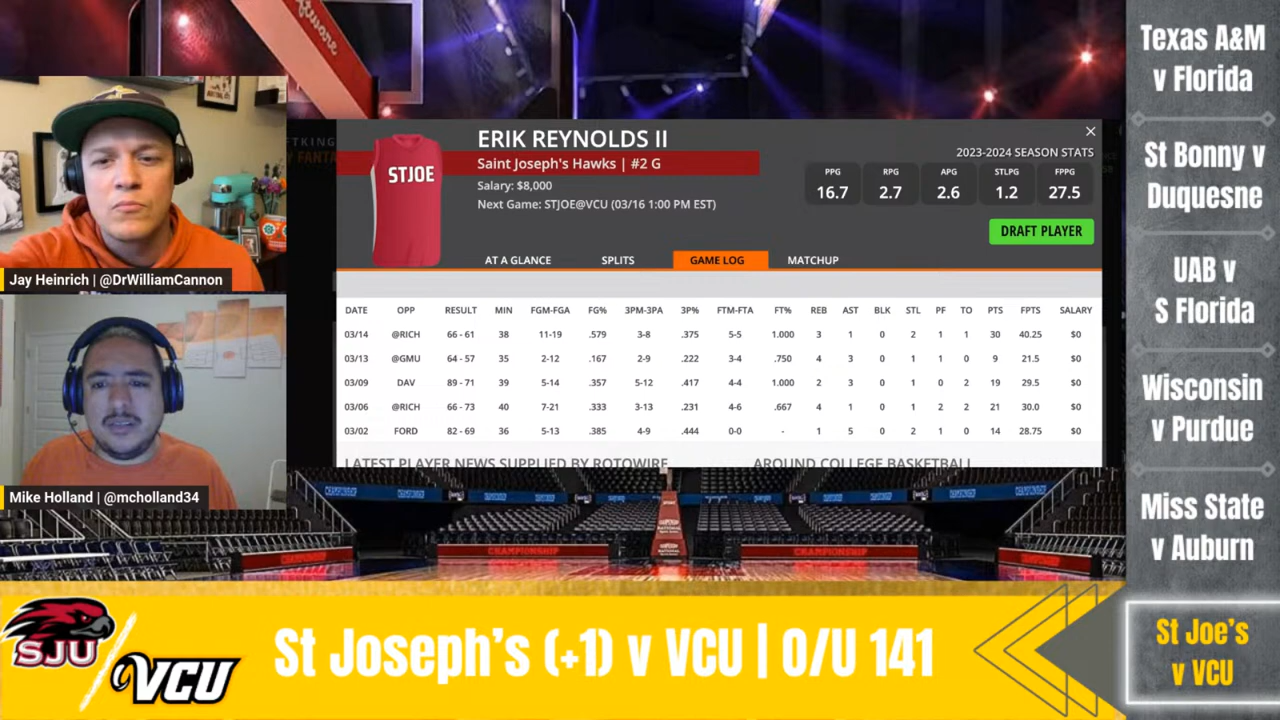 Texas A&M
v Florida
St Bonny v
Duquesne
UAB v
S Florida
Wisconsin
v Purdue
Miss State
v Auburn
St Joe's
v VCU
Jay Heinrich | @DrWilliamCannon
Mike Holland | @mcholland34
STJOE
ERIK REYNOLDS II
Saint Joseph's Hawks | #2 G
Salary: $8,000
Next Game: STJOE@VCU (03/16 1:00 PM EST)
2023-2024 SEASON STATS
PPG RPG APG STLPG FPPG
16.7 2.7 2.6 1.2 27.5
DRAFT PLAYER
AT A GLANCE SPLITS GAME LOG MATCHUP
DATE OPP RESULT MIN FGM-FGA FG% 3PM-3PA 3P% FTM-FTA FT% REB AST BLK STL PF TO PTS FPTS SALARY
03/14 @RICH 66 - 61 38 11-19 .579 3-8 .375 5-5 1.000 3 1 0 2 1 1 30 40.25 $0
03/13 @GMU 64 - 57 35 2-12 .167 2-9 .222 3-4 .750 4 3 0 1 1 0 9 21.5 $0
03/09 DAV 89 - 71 39 5-14 .357 5-12 .417 4-4 1.000 2 3 0 1 0 2 19 29.5 $0
03/06 @RICH 66 - 73 40 7-21 .333 3-13 .231 4-6 .667 4 1 0 1 2 2 21 30.0 $0
03/02 FORD 82 - 69 36 5-13 .385 4-9 .444 0-0 - 1 5 0 2 1 0 14 28.75 $0
LATEST PLAYER NEWS SUPPLIED BY ROTOWIRE AROUND COLLEGE BASKETBALL
CHAMPIONSHIP CHAMPIONSHIP
SJU
VCU
St Joseph's (+1) v VCU | O/U 141